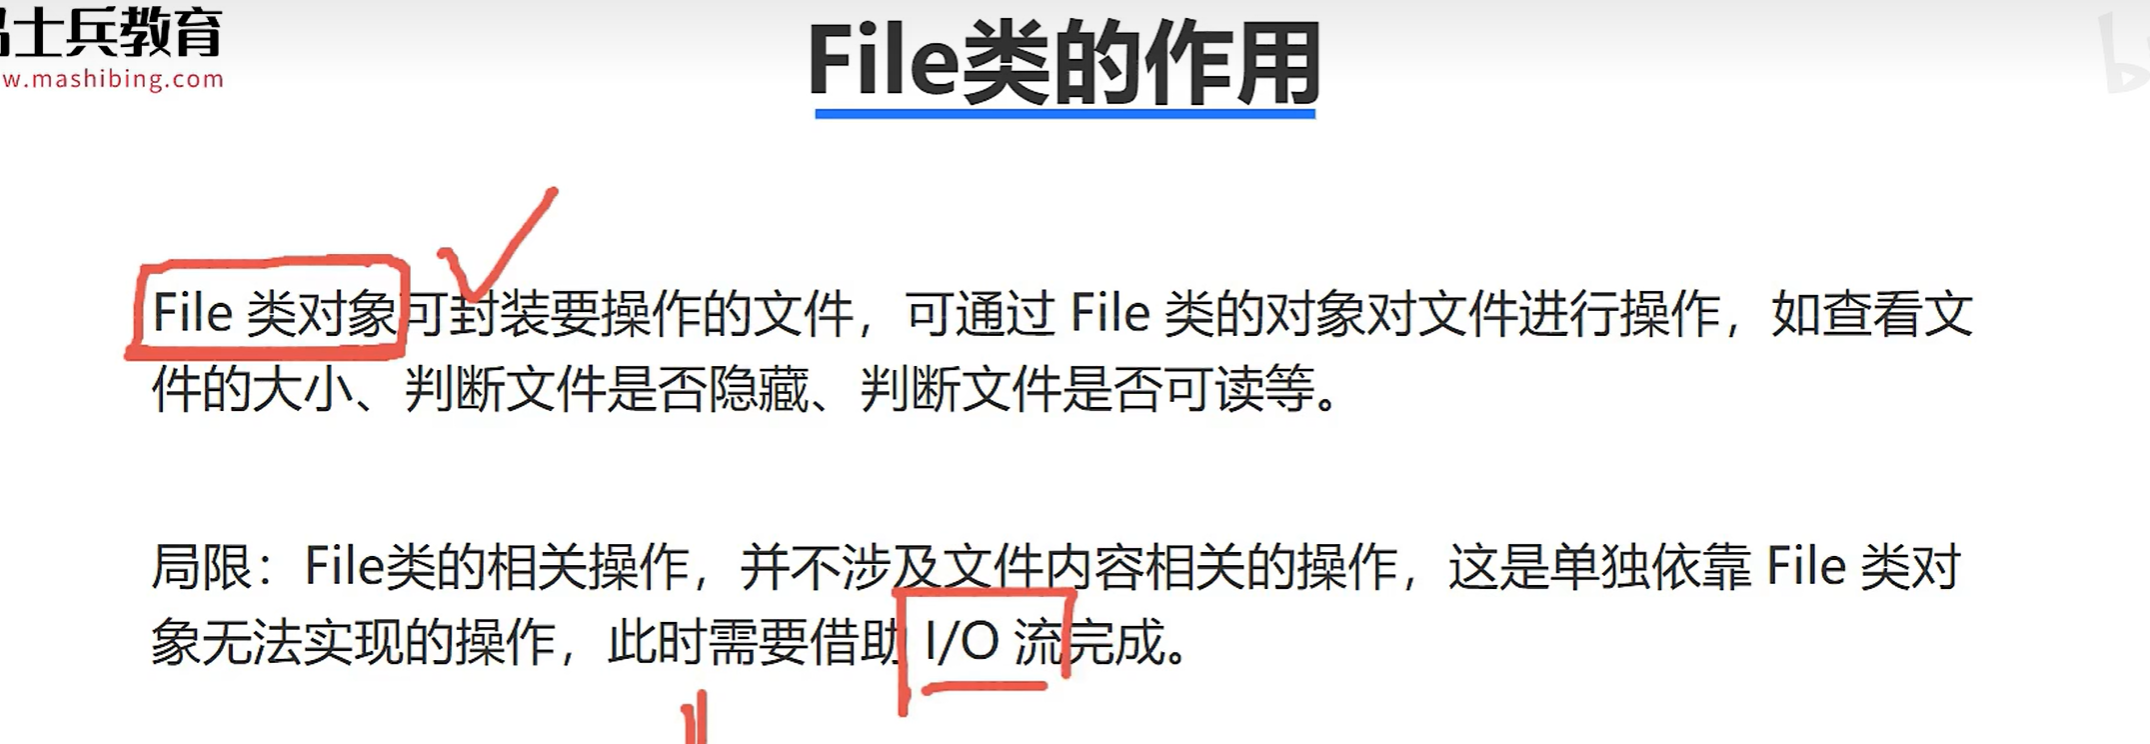 士兵教育
w.mashibing.com
File类的作用
File 类对象可封装要操作的文件，可通过 File 类的对象对文件进行操作，如查看文
件的大小、判断文件是否隐藏、判断文件是否可读等。
局限：File类的相关操作，并不涉及文件内容相关的操作，这是单独依靠 File 类对
象无法实现的操作，此时需要借助 I/O 流完成。